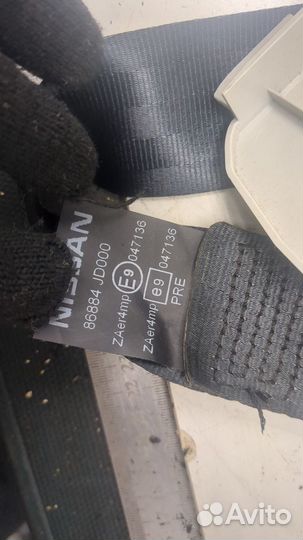 NISSAN
86884 JD000
ZAer4mp E9 047136
ZAer4mp e9 047136
PRE
Avito